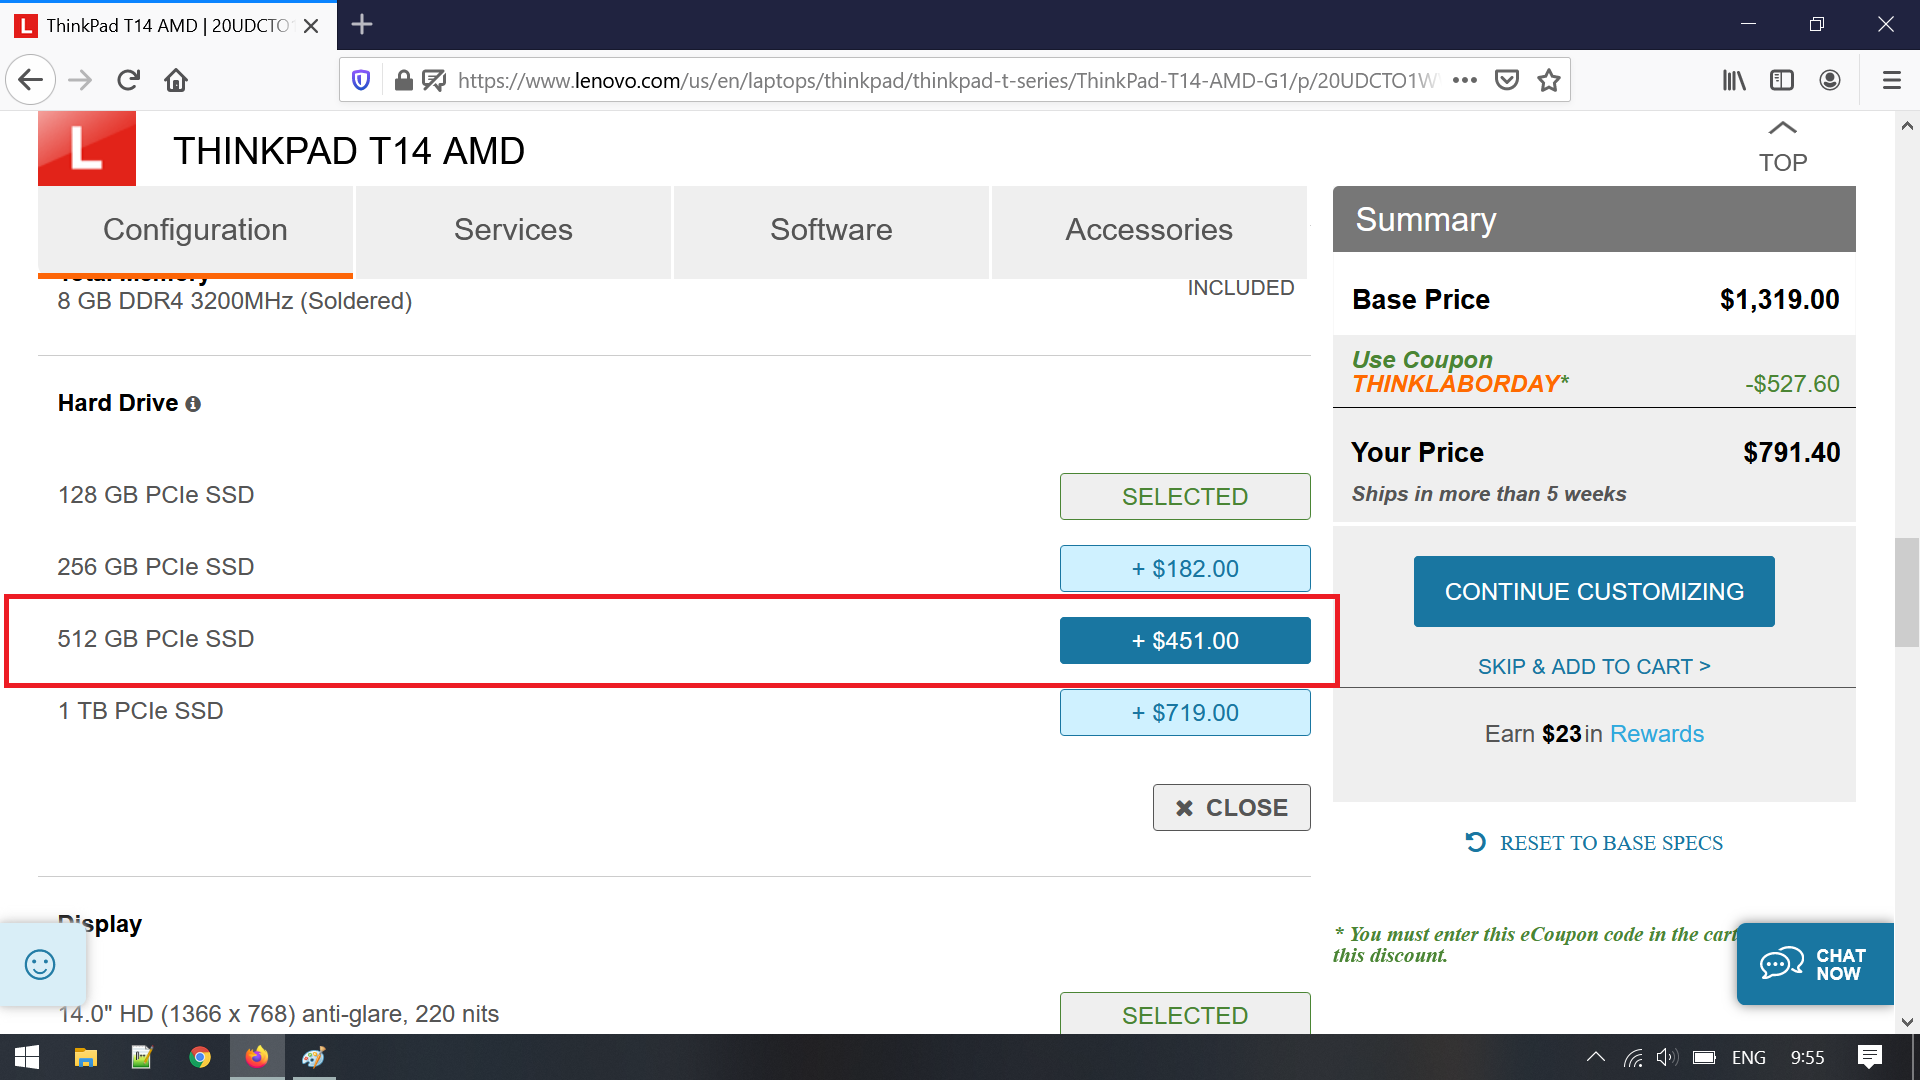 ThinkPad T14 AMD | 20UDCTO1
https://www.lenovo.com/us/en/laptops/thinkpad/thinkpad-t-series/ThinkPad-T14-AMD-G1/p/20UDCTO1W
L
THINKPAD T14 AMD
TOP
Configuration
Services
Software
Accessories
Total Memory
8 GB DDR4 3200MHz (Soldered)
INCLUDED
Hard Drive
128 GB PCIe SSD
SELECTED
256 GB PCIe SSD
+ $182.00
512 GB PCIe SSD
+ $451.00
1 TB PCIe SSD
+ $719.00
CLOSE
Display
14.0" HD (1366 x 768) anti-glare, 220 nits
SELECTED
Summary
Base Price $1,319.00
Use Coupon
THINKLABORDAY* -$527.60
Your Price $791.40
Ships in more than 5 weeks
CONTINUE CUSTOMIZING
SKIP & ADD TO CART >
Earn $23 in Rewards
RESET TO BASE SPECS
* You must enter this eCoupon code in the cart
this discount.
CHAT
NOW
ENG
9:55